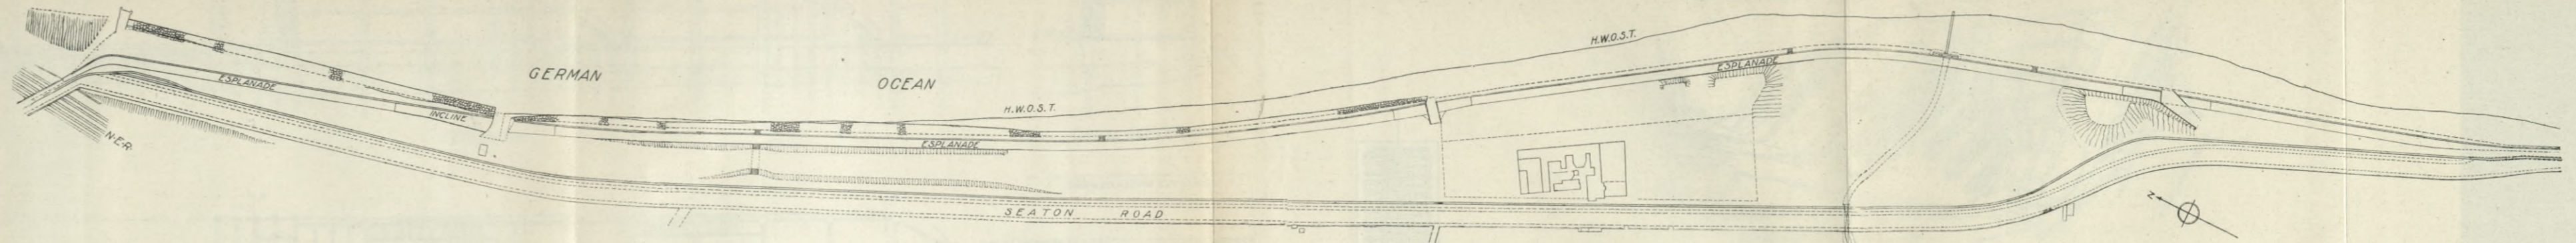 GERMAN OCEAN
ESPLANADE
INCLINE
N.E.R.
H.W.O.S.T.
ESPLANADE
SEATON ROAD
H.W.O.S.T.
ESPLANADE
N